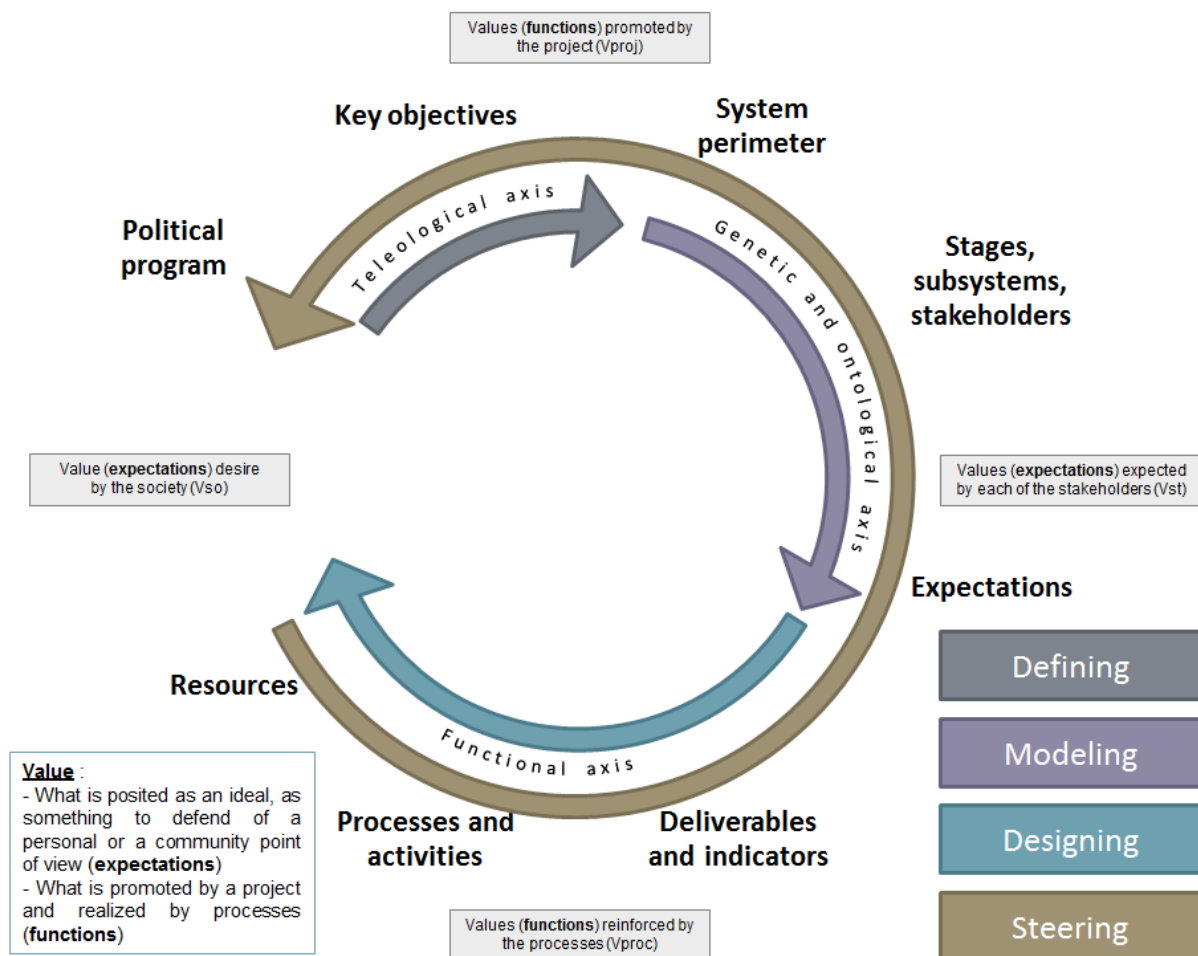 Values (functions) promoted by
the project (Vproj)
Key objectives
System
perimeter
Political
program
Teleological axis
Genetic and ontological axis
Stages,
subsystems,
stakeholders
Value (expectations) desire
by the society (Vso)
Values (expectations) expected
by each of the stakeholders (Vst)
Expectations
Resources
Functional axis
Processes and
activities
Deliverables
and indicators
Defining
Modeling
Designing
Steering
Value :
- What is posited as an ideal, as
something to defend of a
personal or a community point
of view (expectations)
- What is promoted by a project
and realized by processes
(functions)
Values (functions) reinforced by
the processes (Vproc)